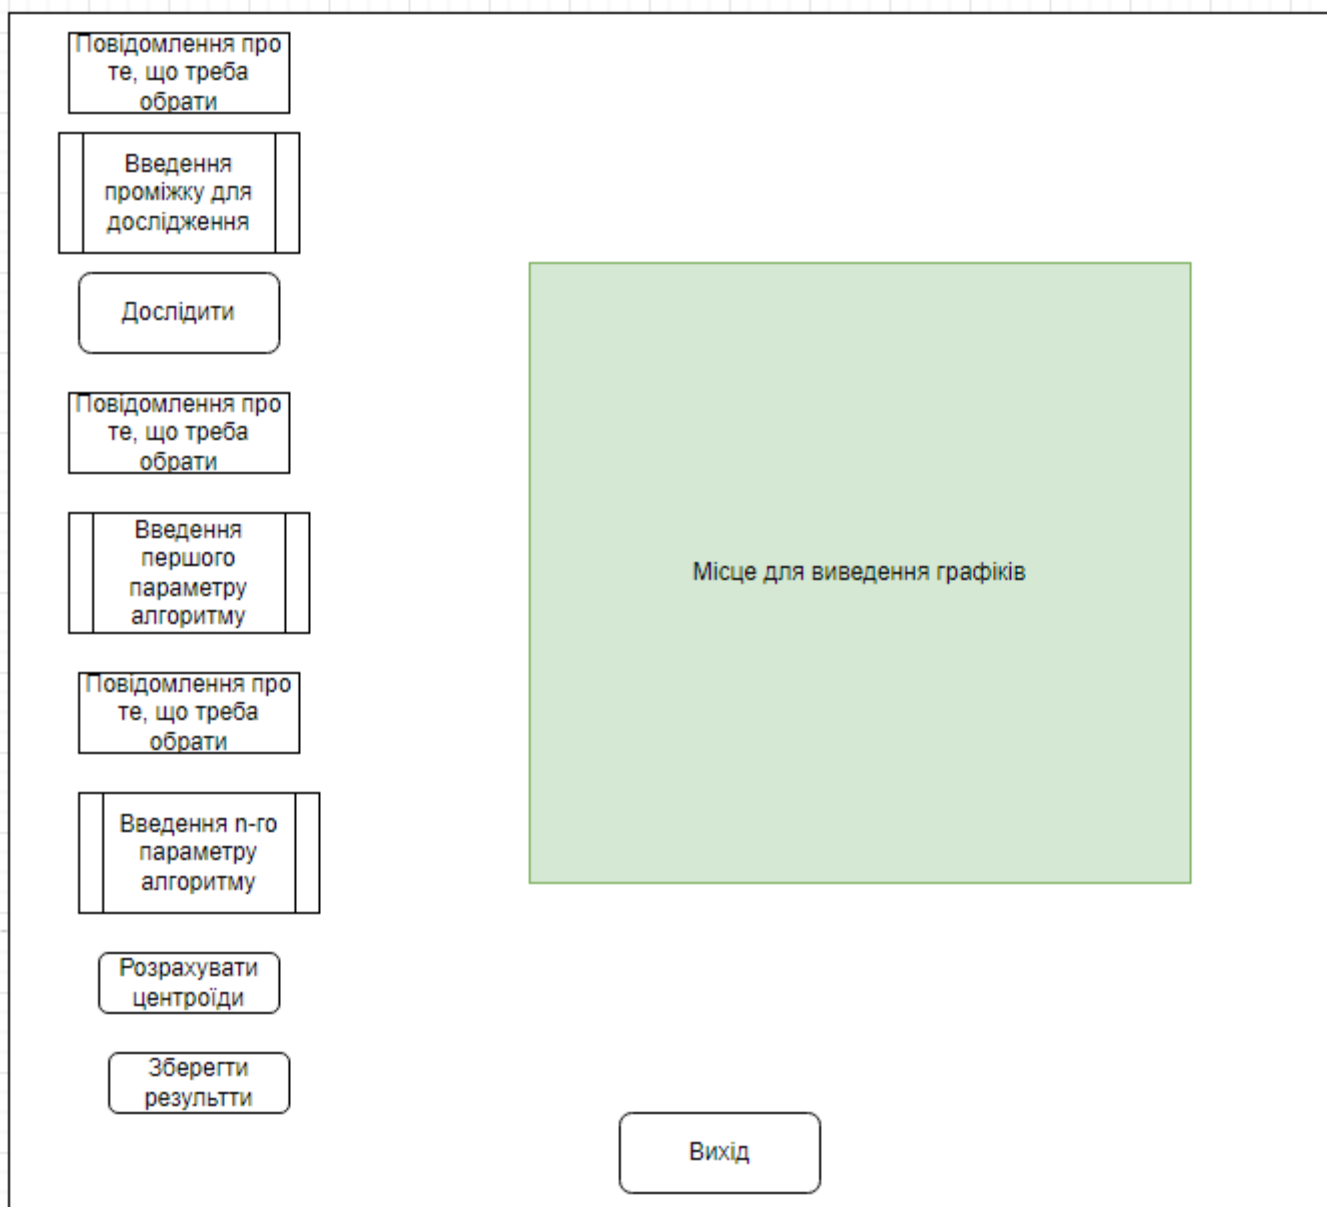 Повідомлення про
те, що треба
обрати
Введення
проміжку для
дослідження
Дослідити
Повідомлення про
те, що треба
обрати
Введення
першого
параметру
алгоритму
Повідомлення про
те, що треба
обрати
Введення n-го
параметру
алгоритму
Розрахувати
центроїди
Зберегти
результти
Місце для виведення графіків
Вихід